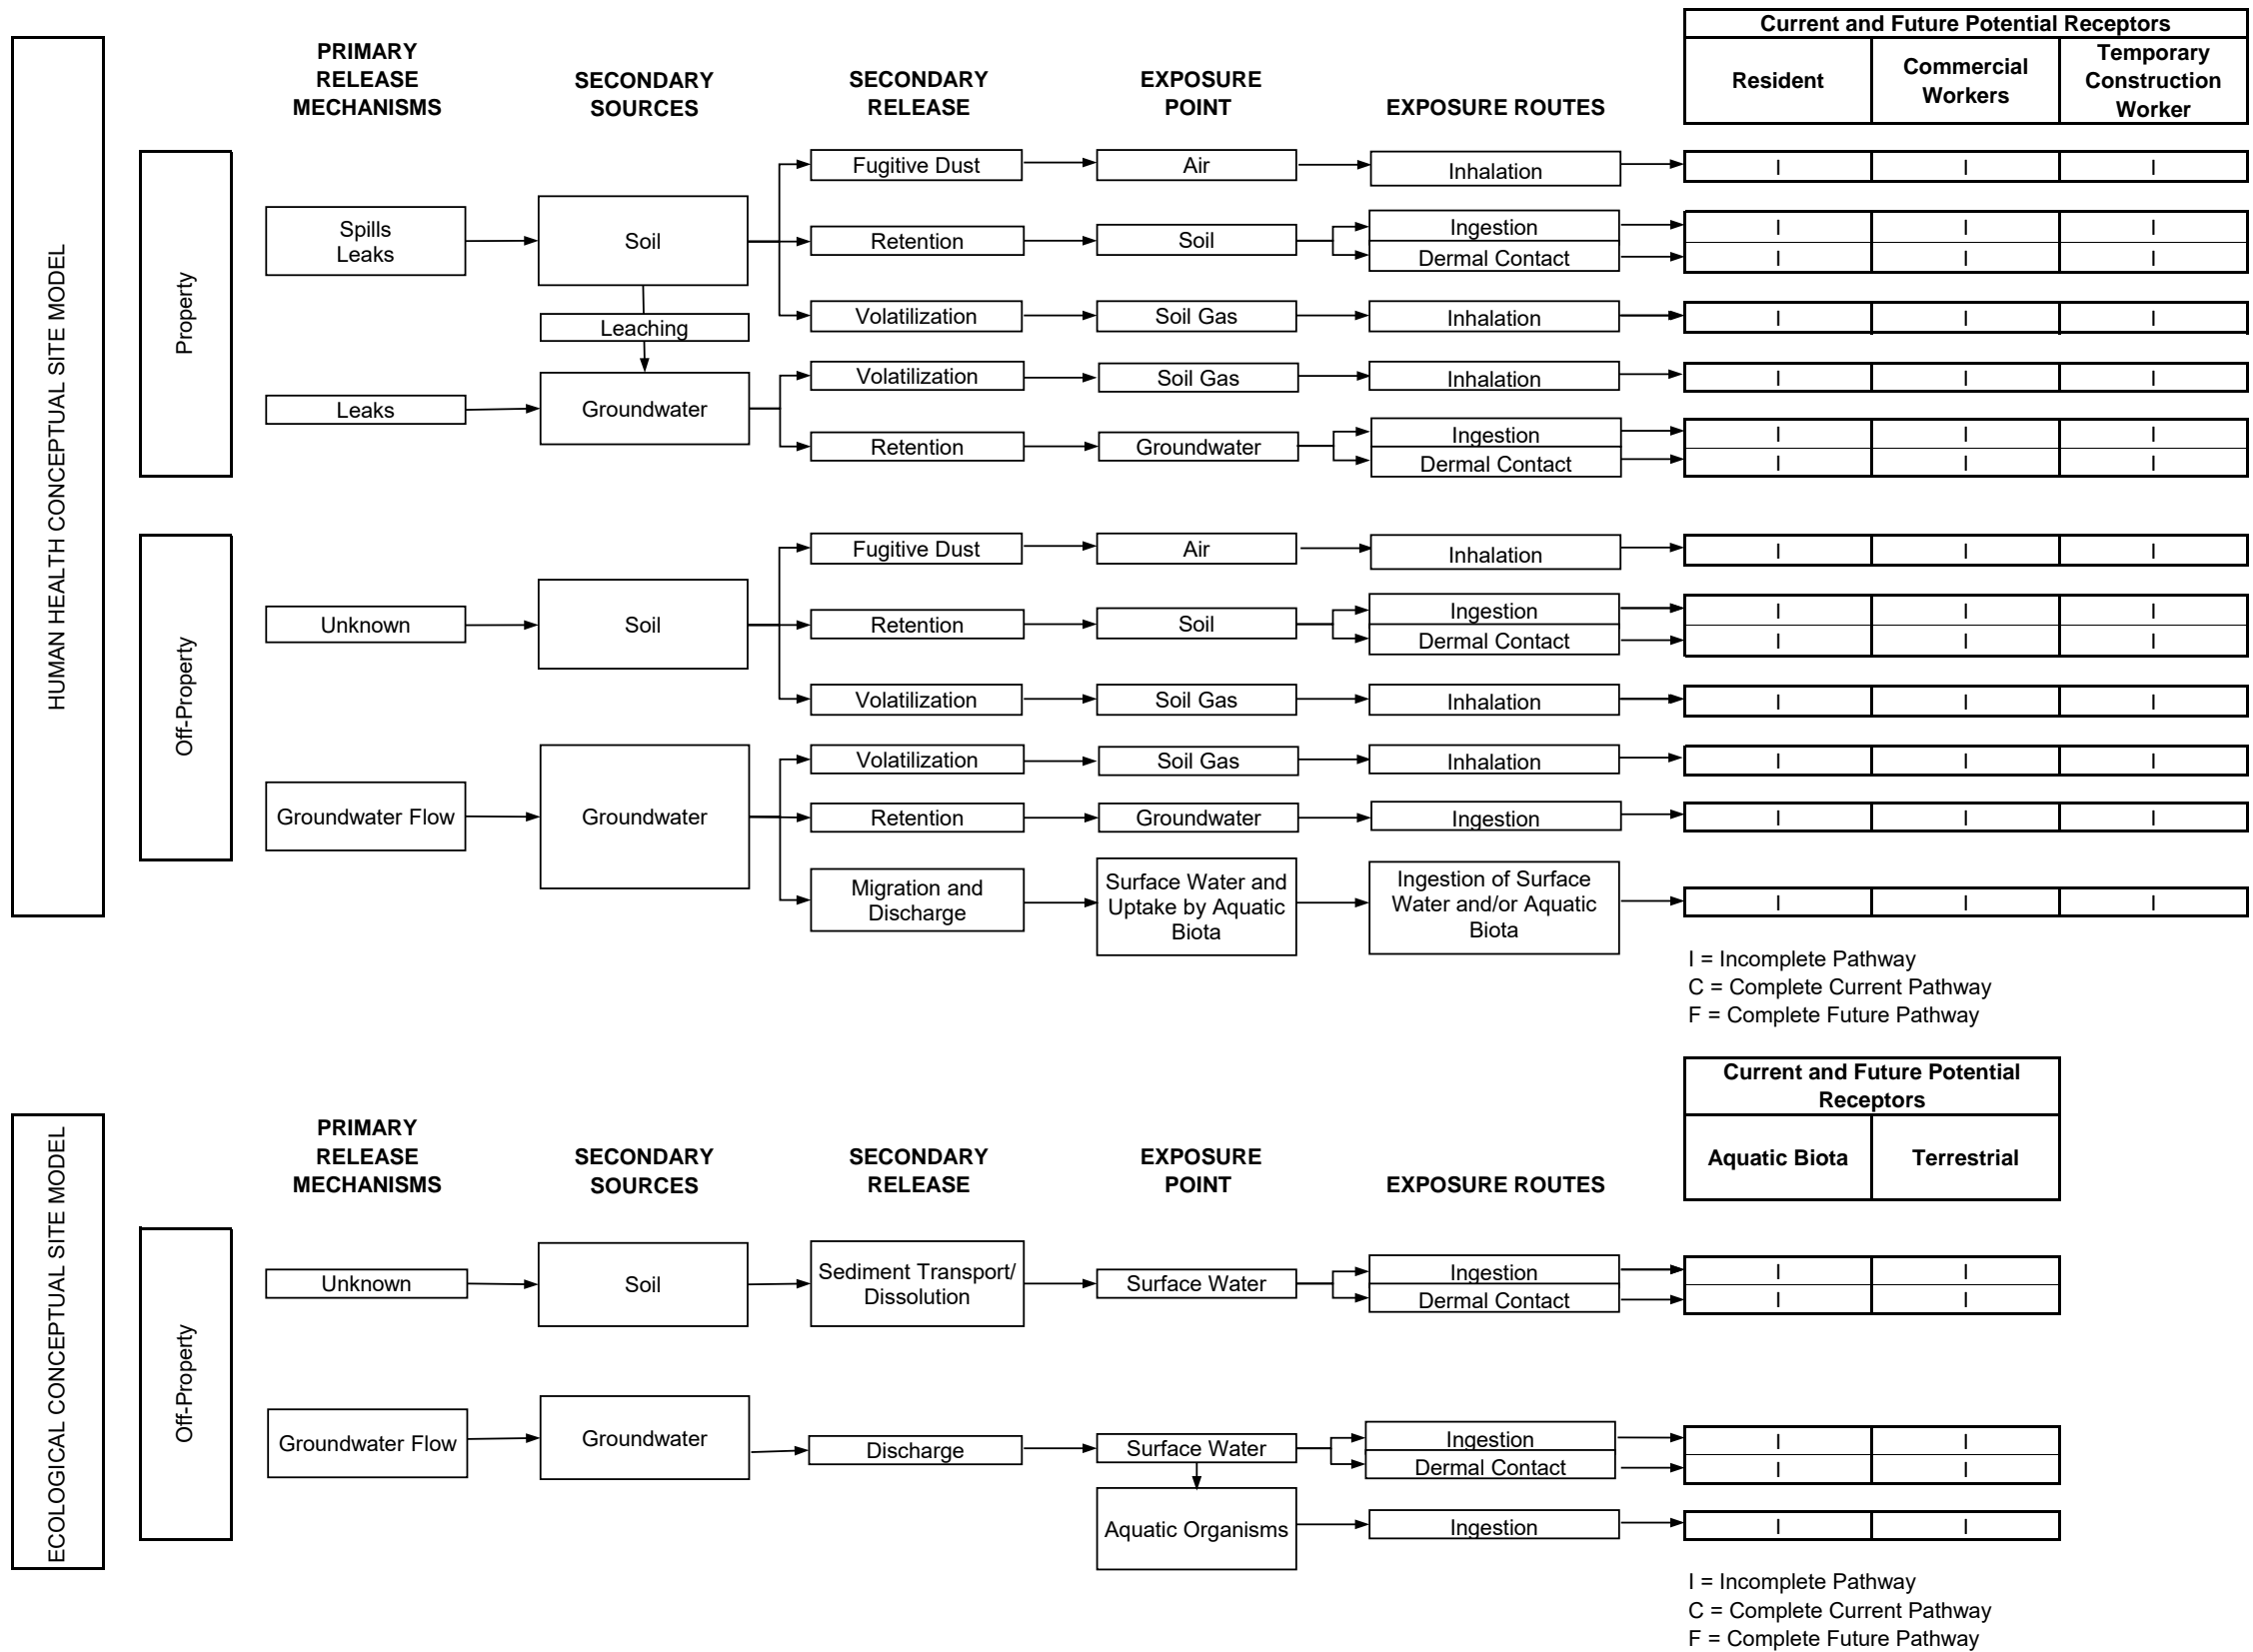 Current and Future Potential Receptors
PRIMARY
RELEASE
MECHANISMS
SECONDARY
SOURCES
SECONDARY
RELEASE
EXPOSURE
POINT
EXPOSURE ROUTES
Resident
Commercial
Workers
Temporary
Construction
Worker
HUMAN HEALTH CONCEPTUAL SITE MODEL
Property
Fugitive Dust
Air
Inhalation
I I I
Spills
Leaks
Soil
Retention
Soil
Ingestion
I I I
Dermal Contact
I I I
Volatilization
Soil Gas
Inhalation
I I I
Leaching
Volatilization
Soil Gas
Inhalation
I I I
Leaks
Groundwater
Retention
Groundwater
Ingestion
I I I
Dermal Contact
I I I
Off-Property
Fugitive Dust
Air
Inhalation
I I I
Unknown
Soil
Retention
Soil
Ingestion
I I I
Dermal Contact
I I I
Volatilization
Soil Gas
Inhalation
I I I
Volatilization
Soil Gas
Inhalation
I I I
Groundwater Flow
Groundwater
Retention
Groundwater
Ingestion
I I I
Migration and
Discharge
Surface Water and
Uptake by Aquatic
Biota
Ingestion of Surface
Water and/or Aquatic
Biota
I I I
I = Incomplete Pathway
C = Complete Current Pathway
F = Complete Future Pathway
Current and Future Potential
Receptors
PRIMARY
RELEASE
MECHANISMS
SECONDARY
SOURCES
SECONDARY
RELEASE
EXPOSURE
POINT
EXPOSURE ROUTES
Aquatic Biota
Terrestrial
ECOLOGICAL CONCEPTUAL SITE MODEL
Off-Property
Unknown
Soil
Sediment Transport/
Dissolution
Surface Water
Ingestion
I I
Dermal Contact
I I
Groundwater Flow
Groundwater
Discharge
Surface Water
Ingestion
I I
Dermal Contact
I I
Aquatic Organisms
Ingestion
I I
I = Incomplete Pathway
C = Complete Current Pathway
F = Complete Future Pathway